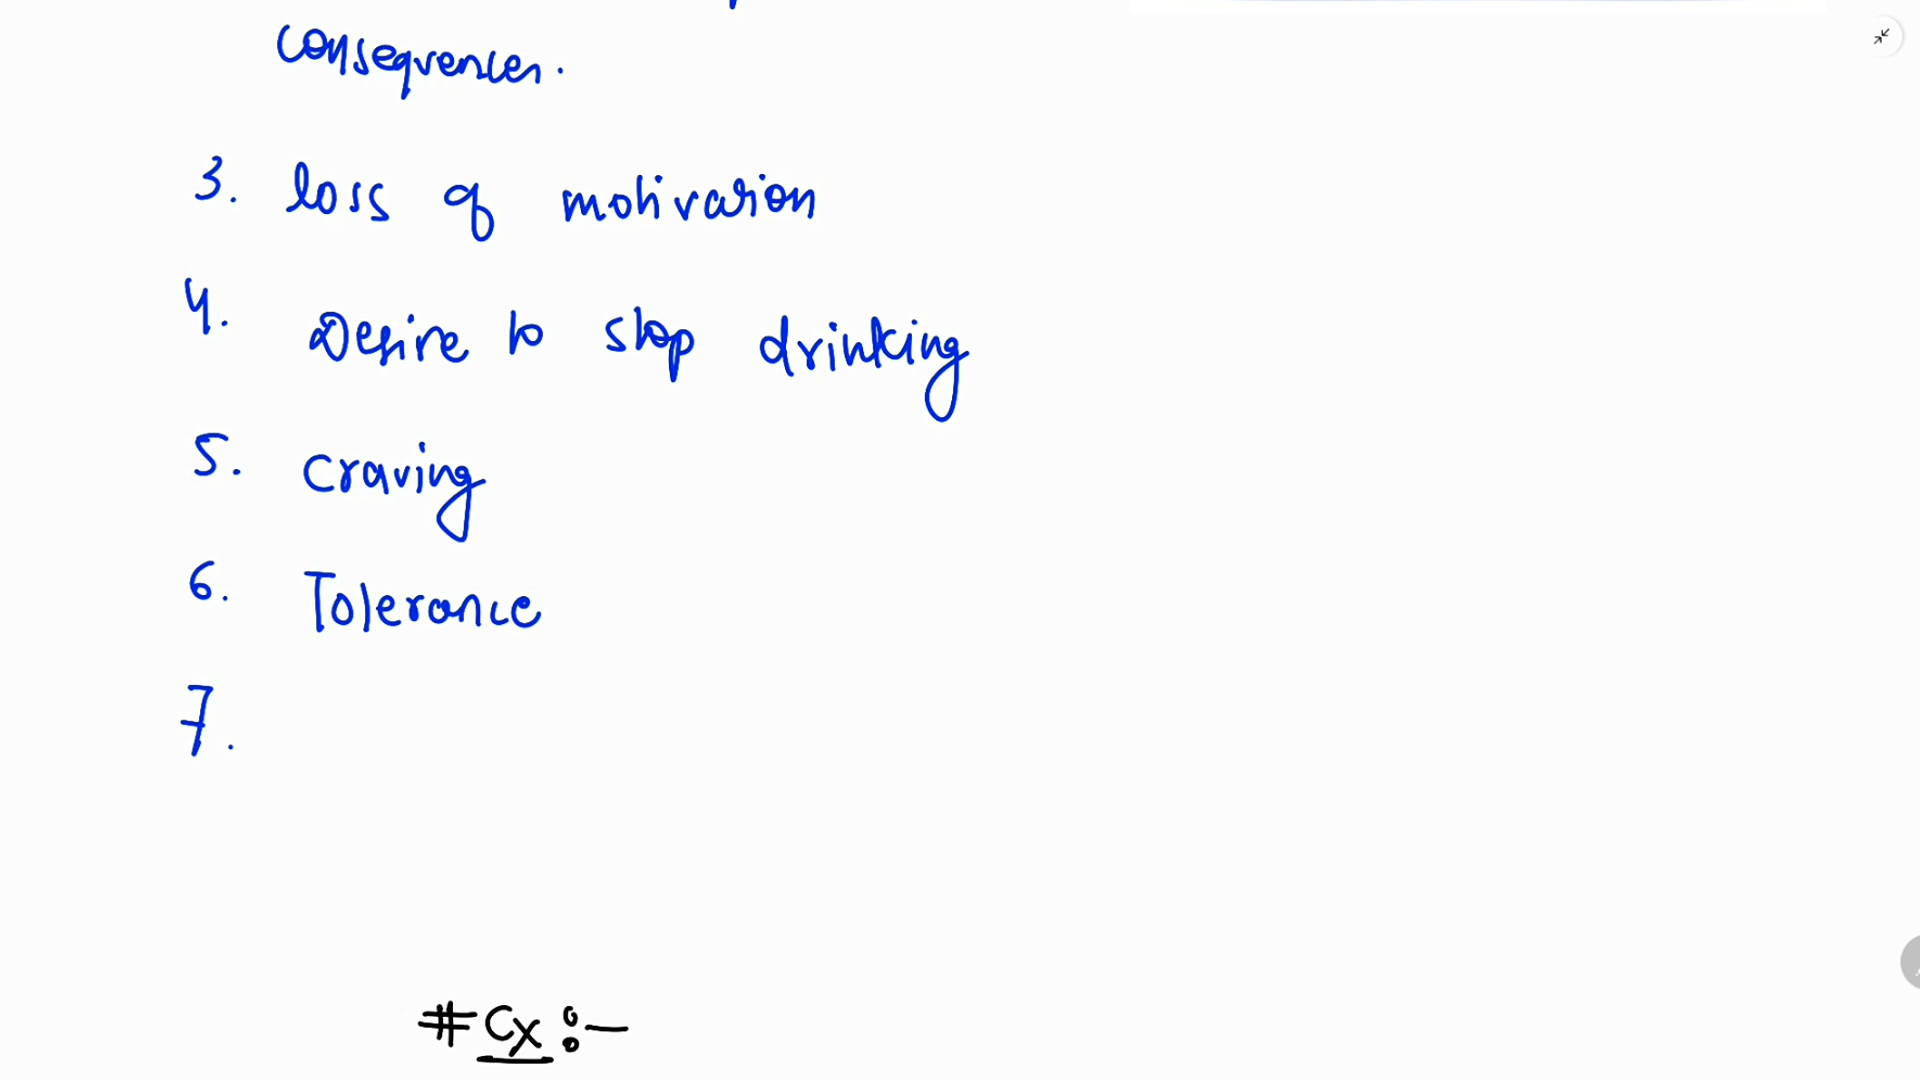 consequences.
3. loss of motivation
4. Desire to stop drinking
5. craving
6. Tolerance
7.
# Cx :-